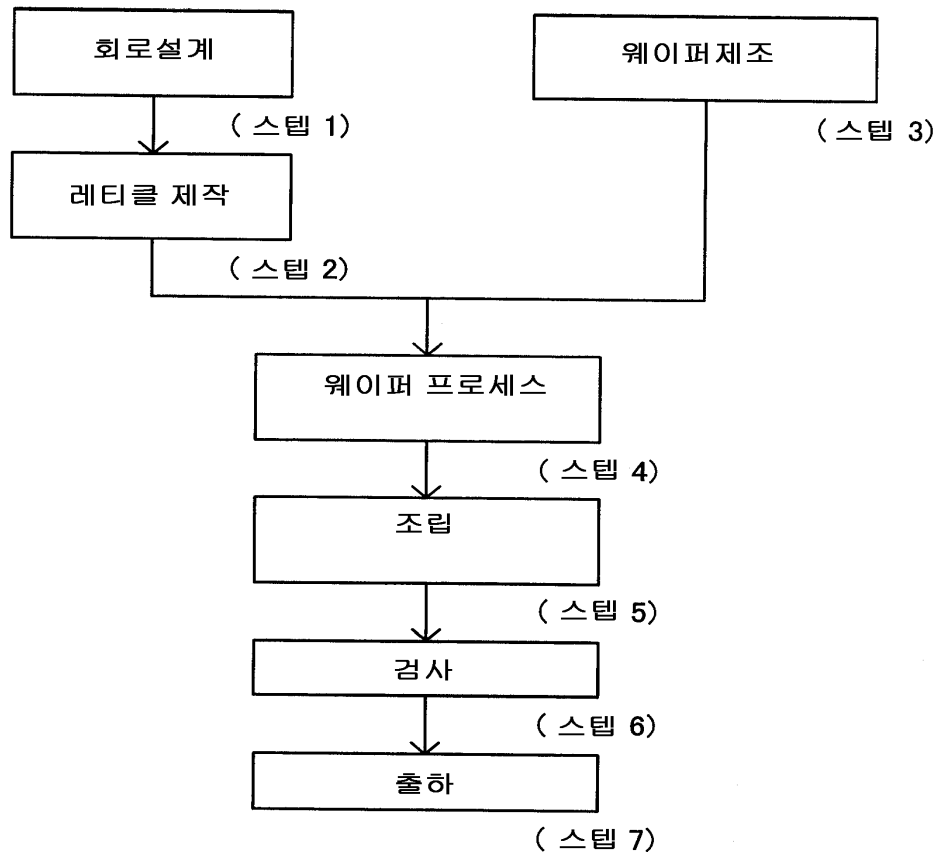 회로설계
웨이퍼제조
( 스텝 1)
( 스텝 3)
레티클 제작
( 스텝 2)
웨이퍼 프로세스
( 스텝 4)
조립
( 스텝 5)
검사
( 스텝 6)
출하
( 스텝 7)